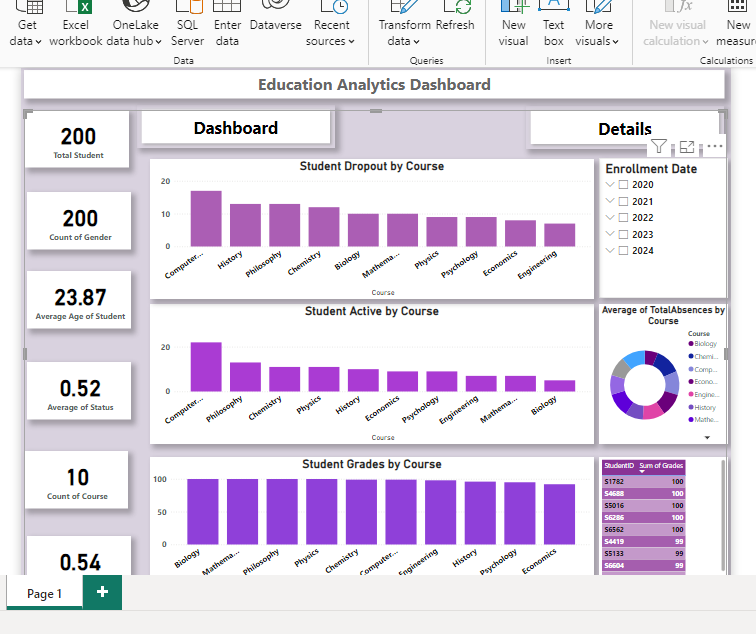 Get data
Excel workbook
OneLake data hub
SQL Server
Enter data
Dataverse
Recent sources
Transform data
Refresh
New visual
Text box
More visuals
New visual calculation
New measur
Data
Queries
Insert
Calculations
Education Analytics Dashboard
Dashboard
Details
200
Total Student
200
Count of Gender
23.87
Average Age of Student
0.52
Average of Status
10
Count of Course
0.54
Student Dropout by Course
20
10
0
Computer...
History
Philosophy
Chemistry
Biology
Mathema...
Physics
Psychology
Economics
Engineering
Course
Enrollment Date
2020
2021
2022
2023
2024
Student Active by Course
20
0
Computer...
Philosophy
Chemistry
Physics
History
Economics
Psychology
Engineering
Mathema...
Biology
Course
Average of TotalAbsences by
Course
Course
Biology
Chemi...
Comp...
Econo...
Engine...
History
Mathe...
Student Grades by Course
100
50
0
Biology
Mathema...
Philosophy
Physics
Chemistry
Computer...
Engineering
History
Psychology
Economics
StudentID Sum of Grades
S1782 100
S4688 100
S5016 100
S6286 100
S6562 100
S4419 99
S5133 99
S6604 99
Page 1